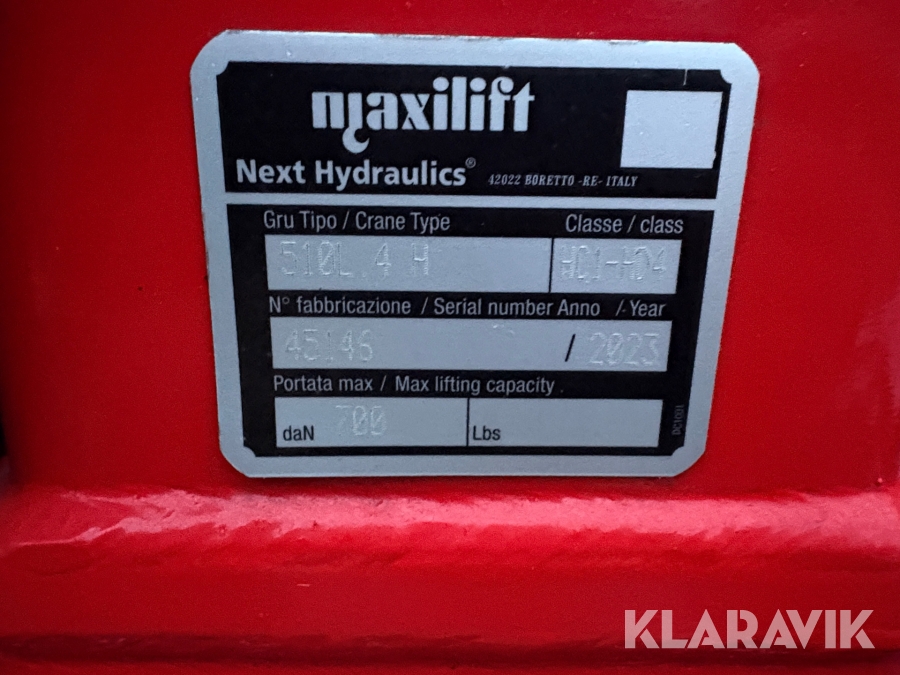 maxilift
Next Hydraulics® 42022 BORETTO -RE- ITALY
Gru Tipo / Crane Type Classe / class
510L.4 H HC1-HD4
N° fabbricazione / Serial number Anno / Year
45146 / 2023
Portata max / Max lifting capacity
daN 700 Lbs
DC1001
KLARAVIK